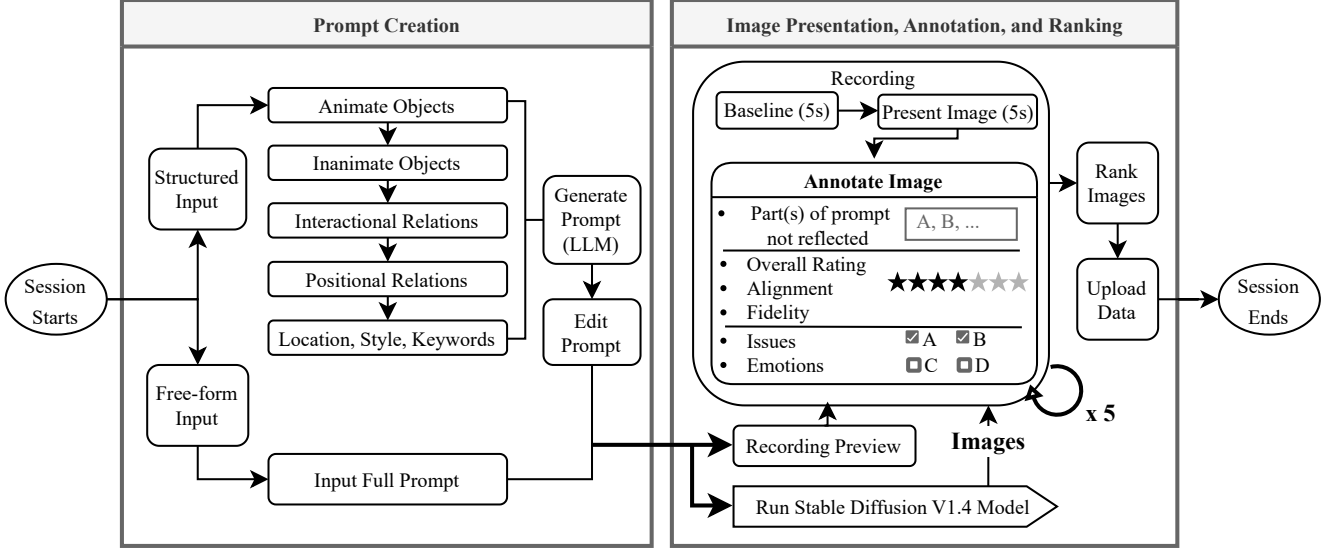 Prompt Creation
Image Presentation, Annotation, and Ranking
Session
Starts
Structured
Input
Free-form
Input
Animate Objects
Inanimate Objects
Interactional Relations
Positional Relations
Location, Style, Keywords
Input Full Prompt
Generate
Prompt
(LLM)
Edit
Prompt
Recording
Baseline (5s)
Present Image (5s)
Annotate Image
• Part(s) of prompt
not reflected
A, B, ...
• Overall Rating
• Alignment
• Fidelity
• Issues
• Emotions
A B
C D
x 5
Recording Preview
Images
Run Stable Diffusion V1.4 Model
Rank
Images
Upload
Data
Session
Ends